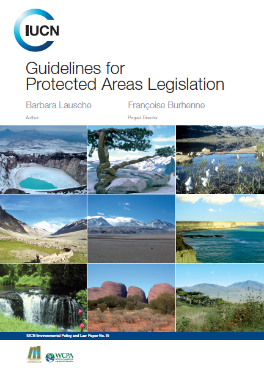 IUCN
Guidelines for
Protected Areas Legislation
Barbara Lausche
Françoise Burhenne
Author
Project Director
IUCN Environmental Policy and Law Paper No. 81
WCPA